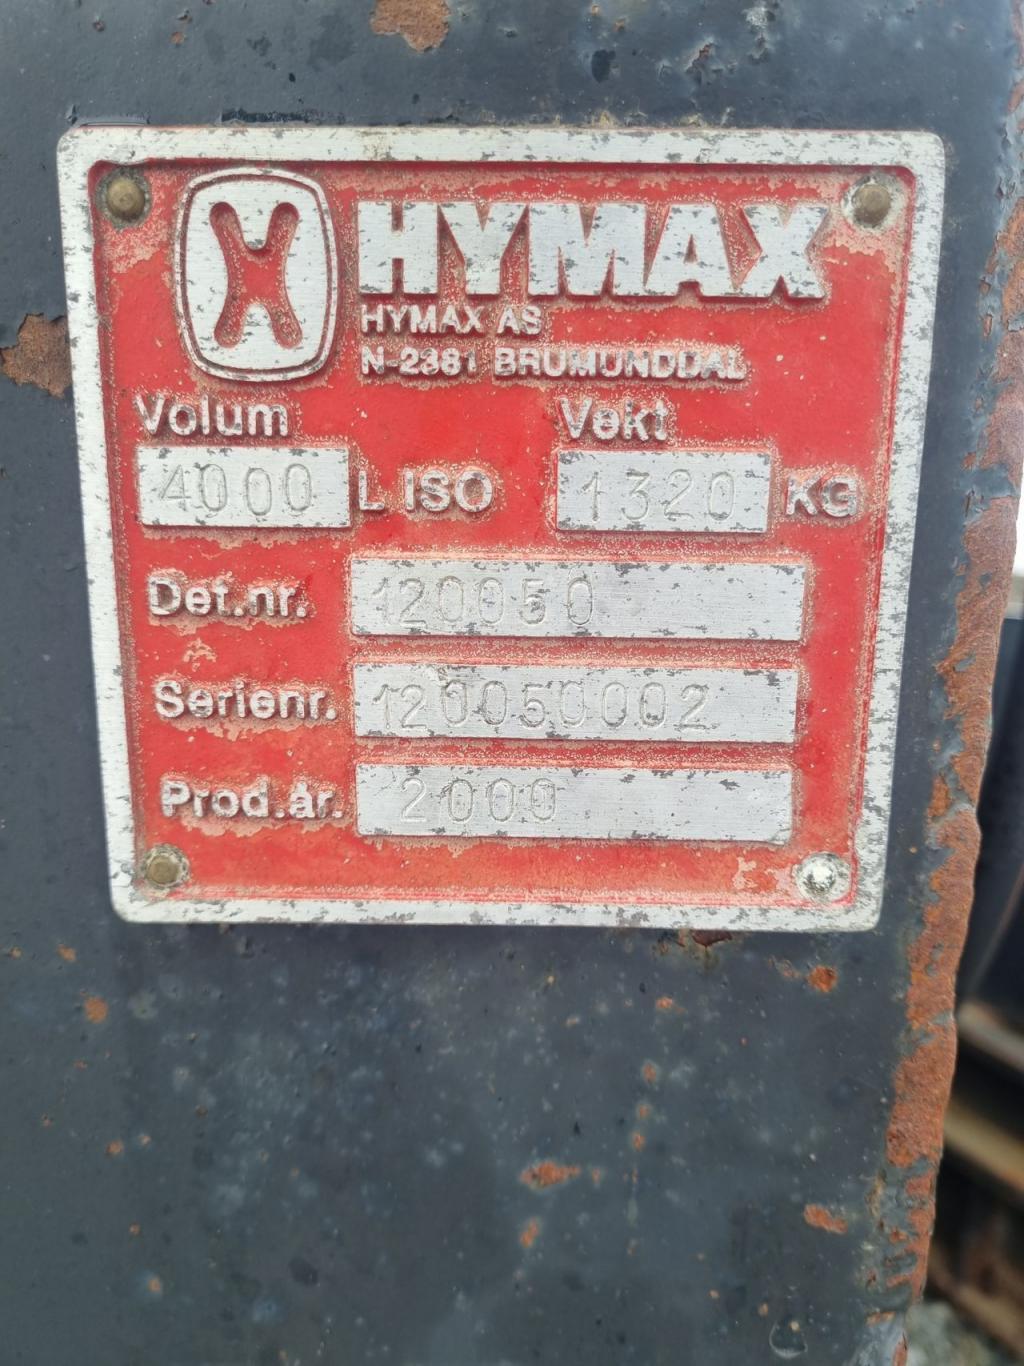 HYMAX
HYMAX AS
N-2381 BRUMUNDDAL
Volum Vekt
4000 L ISO 1320 KG
Det.nr. 120050
Serienr. 120050002
Prod.år. 2000